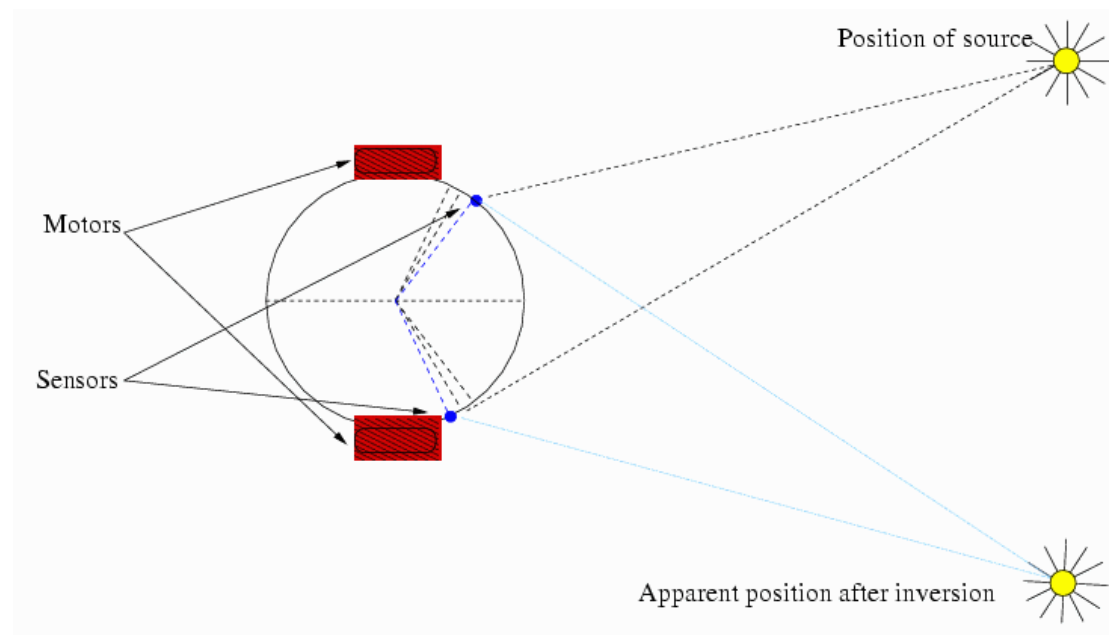 Position of source
Motors
Sensors
Apparent position after inversion